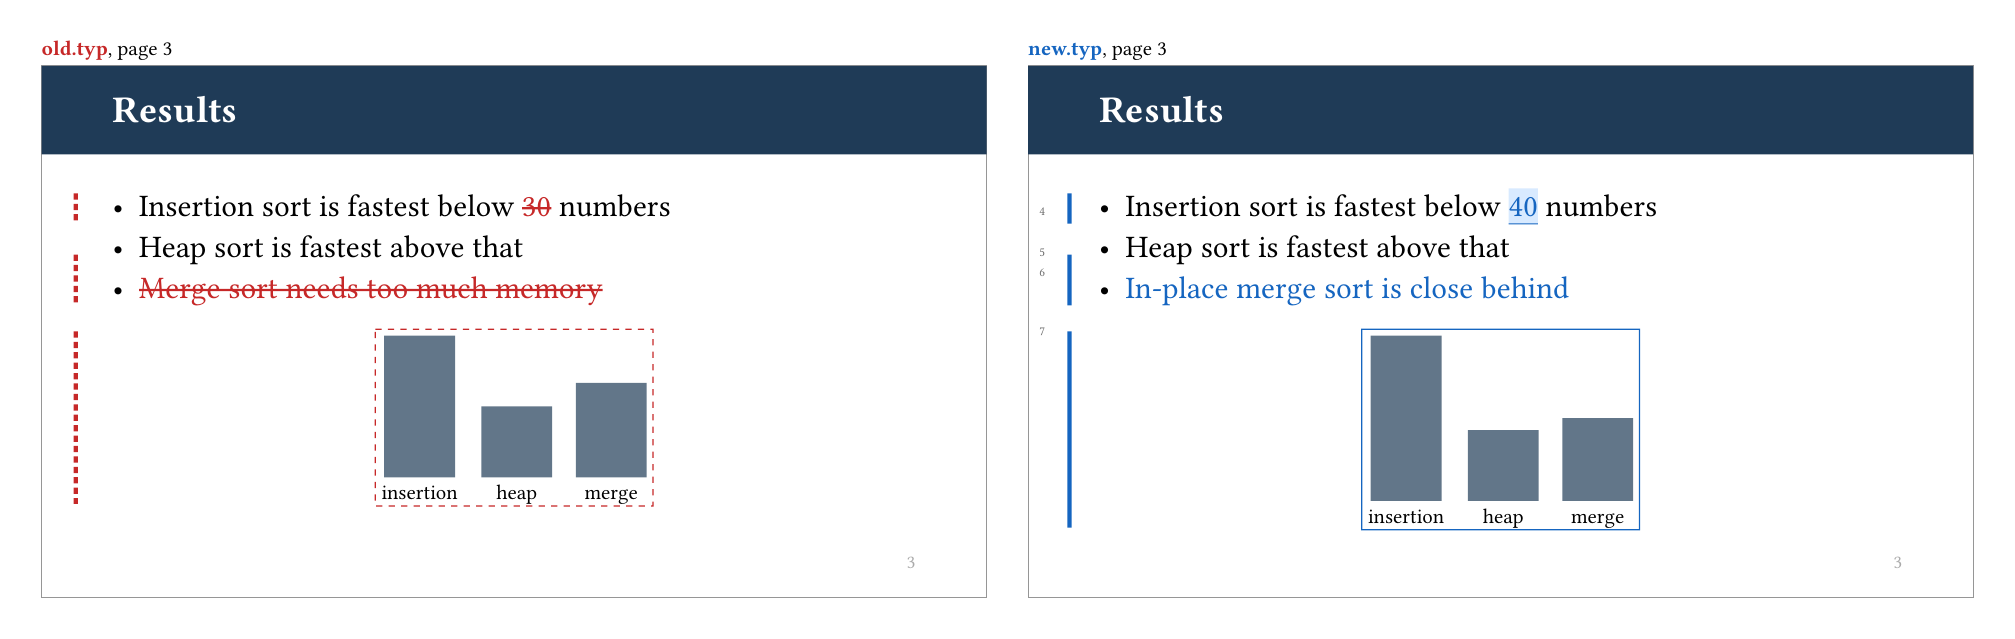 old.typ, page 3
Results
• Insertion sort is fastest below 30 numbers
• Heap sort is fastest above that
• Merge sort needs too much memory
insertion heap merge
3
new.typ, page 3
Results
4 • Insertion sort is fastest below 40 numbers
5 • Heap sort is fastest above that
6 • In-place merge sort is close behind
7
insertion heap merge
3